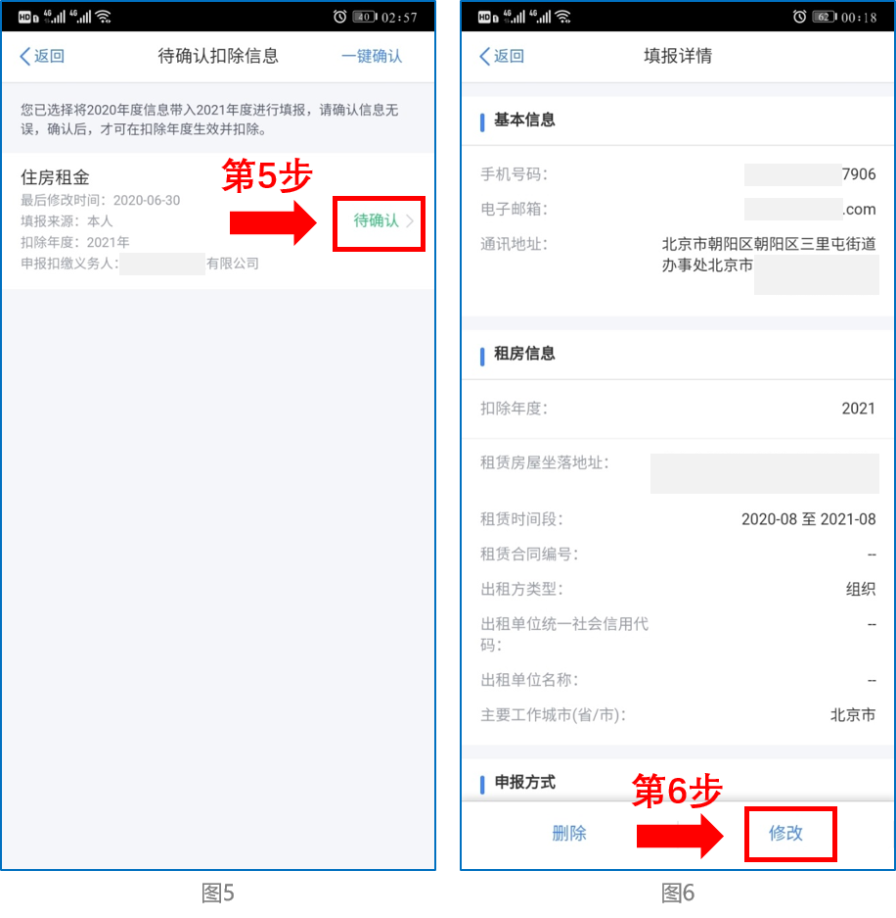 HD 4G 4G 40 02:57
返回 待确认扣除信息 一键确认
您已选择将2020年度信息带入2021年度进行填报，请确认信息无
误，确认后，才可在扣除年度生效并扣除。
住房租金
最后修改时间：2020-06-30
填报来源：本人
扣除年度：2021年
申报扣缴义务人： 有限公司
第5步
待确认
图5
HD 4G 4G 62 00:18
返回 填报详情
基本信息
手机号码： 7906
电子邮箱： .com
通讯地址： 北京市朝阳区朝阳区三里屯街道
办事处北京市
租房信息
扣除年度： 2021
租赁房屋坐落地址：
租赁时间段： 2020-08 至 2021-08
租赁合同编号： --
出租方类型： 组织
出租单位统一社会信用代 --
码：
出租单位名称： --
主要工作城市(省/市)： 北京市
申报方式
第6步
删除 修改
图6